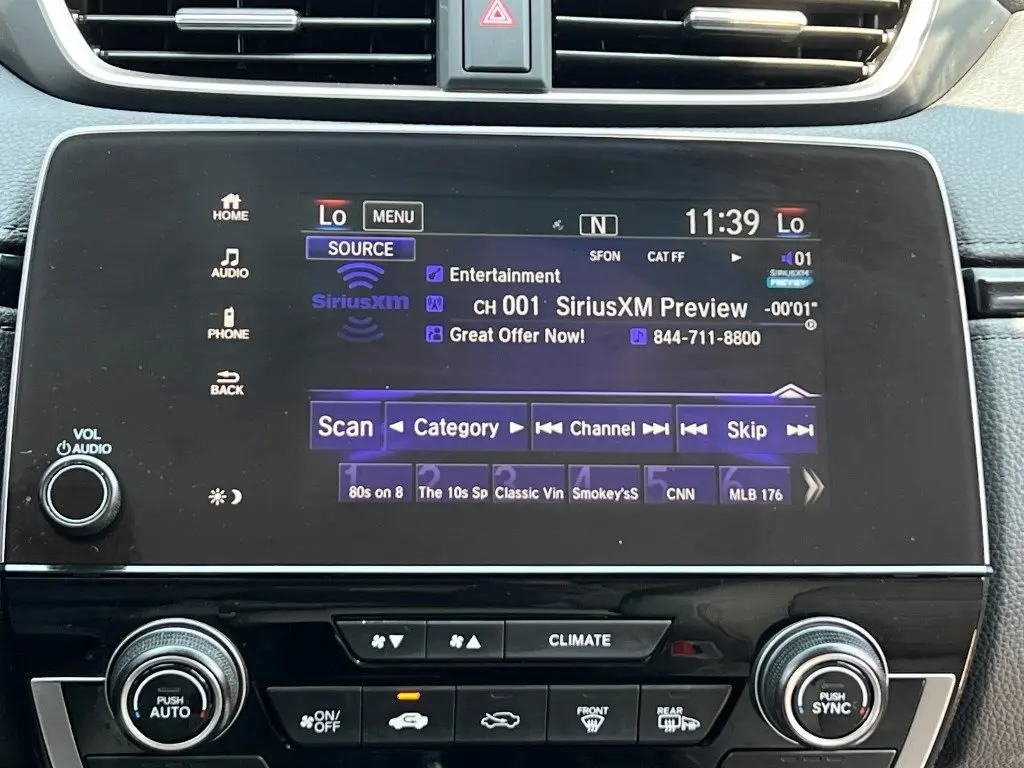 HOME
AUDIO
PHONE
BACK
VOL
AUDIO
Lo MENU N 11:39 Lo
SOURCE SFON CAT FF 01
SiriusXM
SIRIUSXM
PREVIEW
Entertainment
CH 001 SiriusXM Preview -00'01"
Great Offer Now! 844-711-8800
Scan Category Channel Skip
1 2 3 4 5 6
80s on 8 The 10s Sp Classic Vin Smokey'sS CNN MLB 176
CLIMATE
PUSH
AUTO
ON/
OFF
FRONT
REAR
PUSH
SYNC